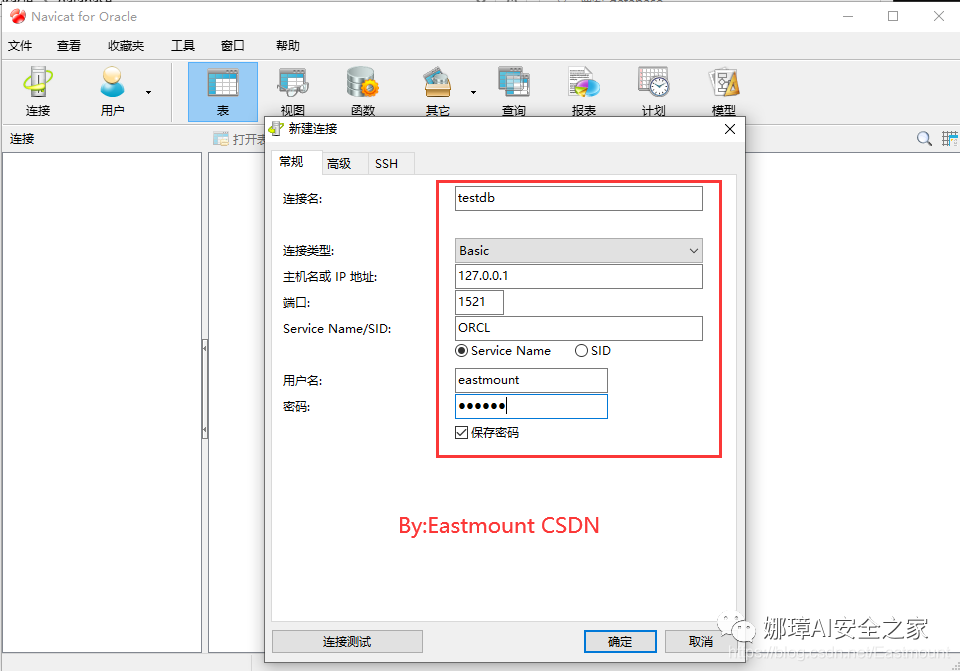 Navicat for Oracle
文件 查看 收藏夹 工具 窗口 帮助
连接 用户 表 视图 函数 其它 查询 报表 计划 模型
连接 打开表
新建连接
常规 高级 SSH
连接名: testdb
连接类型: Basic
主机名或 IP 地址: 127.0.0.1
端口: 1521
Service Name/SID: ORCL
Service Name SID
用户名: eastmount
密码: ●●●●●●
保存密码
By:Eastmount CSDN
连接测试 确定 取消
娜璋AI安全之家
https://blog.csdn.net/Eastmount